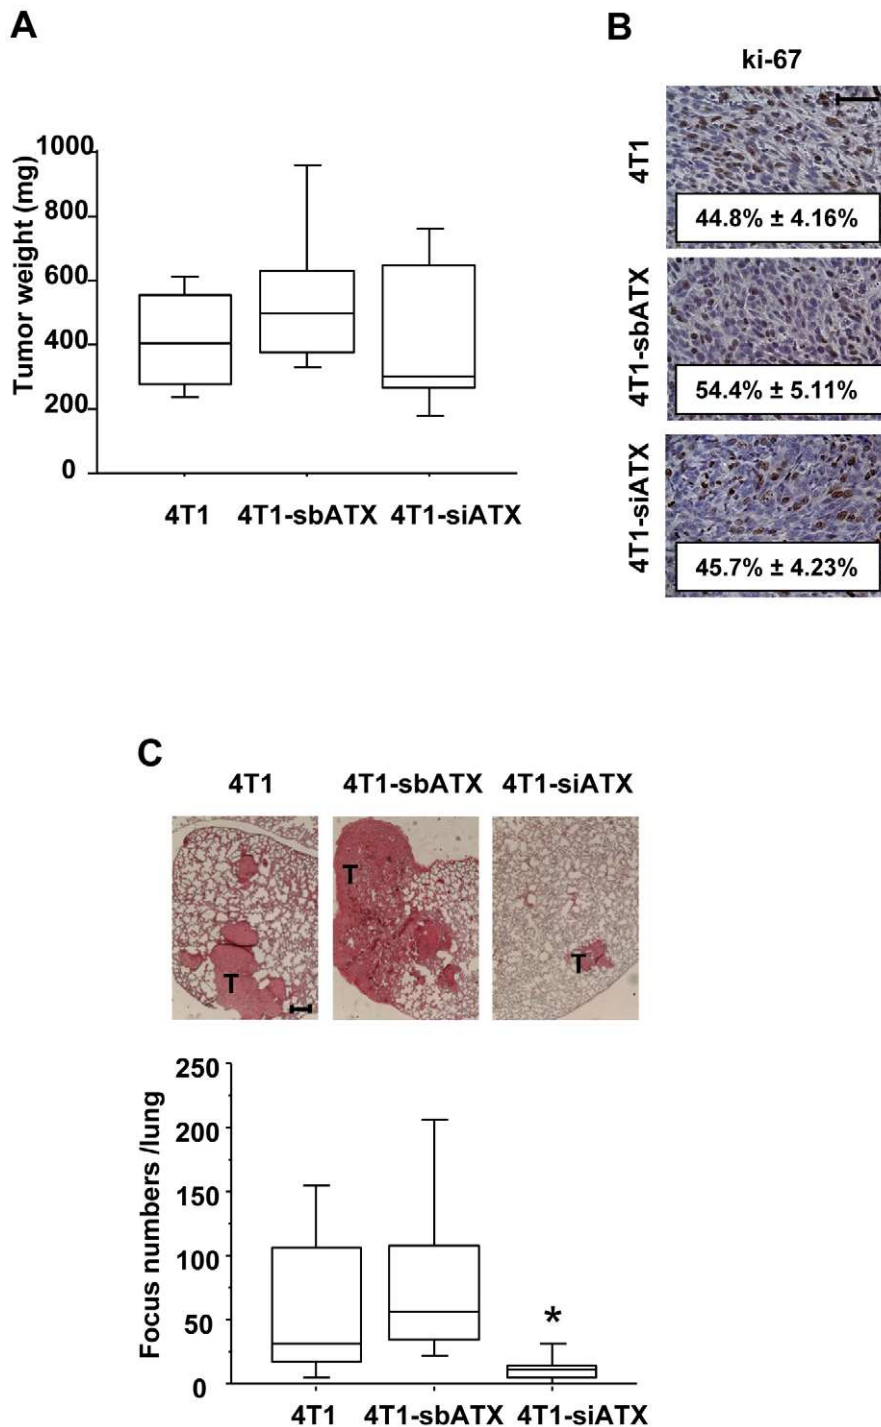 A
B
ki-67
1000
800
600
400
200
0
Tumor weight (mg)
4T1
4T1-sbATX
4T1-siATX
4T1
44.8% ± 4.16%
4T1-sbATX
54.4% ± 5.11%
4T1-siATX
45.7% ± 4.23%
C
4T1
4T1-sbATX
4T1-siATX
T
T
T
250
200
150
100
50
0
Focus numbers /lung
*
4T1
4T1-sbATX
4T1-siATX